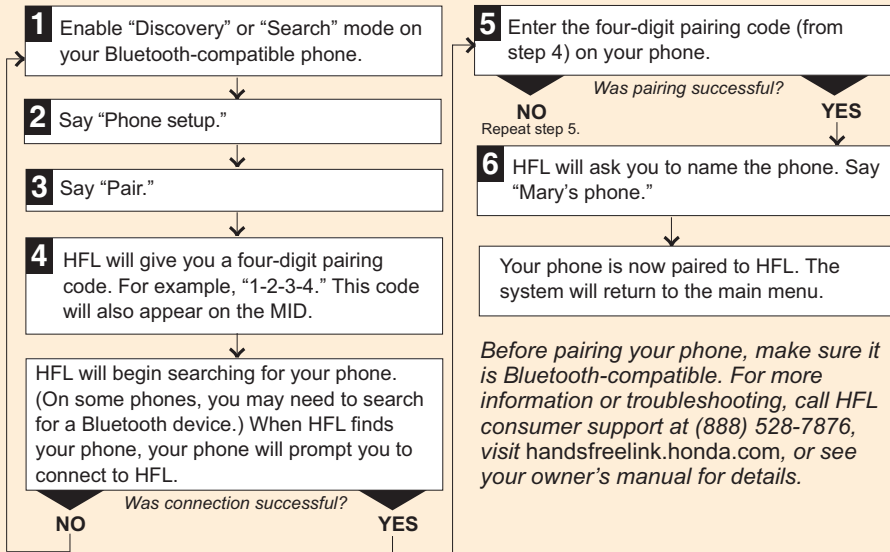 1 Enable “Discovery” or “Search” mode on
your Bluetooth-compatible phone.
2 Say “Phone setup.”
3 Say “Pair.”
4 HFL will give you a four-digit pairing
code. For example, “1-2-3-4.” This code
will also appear on the MID.
HFL will begin searching for your phone.
(On some phones, you may need to search
for a Bluetooth device.) When HFL finds
your phone, your phone will prompt you to
connect to HFL.
Was connection successful?
NO YES
5 Enter the four-digit pairing code (from
step 4) on your phone.
Was pairing successful?
NO YES
Repeat step 5.
6 HFL will ask you to name the phone. Say
“Mary’s phone.”
Your phone is now paired to HFL. The
system will return to the main menu.
Before pairing your phone, make sure it
is Bluetooth-compatible. For more
information or troubleshooting, call HFL
consumer support at (888) 528-7876,
visit handsfreelink.honda.com, or see
your owner’s manual for details.